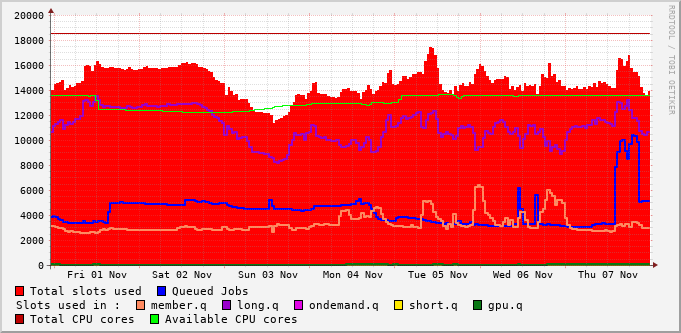 20000
18000
16000
14000
12000
10000
8000
6000
4000
2000
0
Fri 01 Nov Sat 02 Nov Sun 03 Nov Mon 04 Nov Tue 05 Nov Wed 06 Nov Thu 07 Nov
RRDTOOL / TOBI OETIKER
Total slots used Queued Jobs
Slots used in : member.q long.q ondemand.q short.q gpu.q
Total CPU cores Available CPU cores